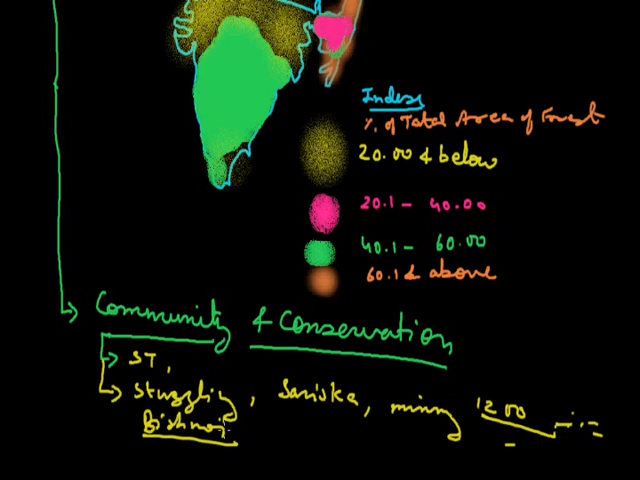 Index
% of Total Area of Forest
20.00 & below
20.1 - 40.00
40.1 - 60.00
60.1 & above
Community & Conservation
ST,
Stuggling, Sariska, mining 1200
Bishnoi